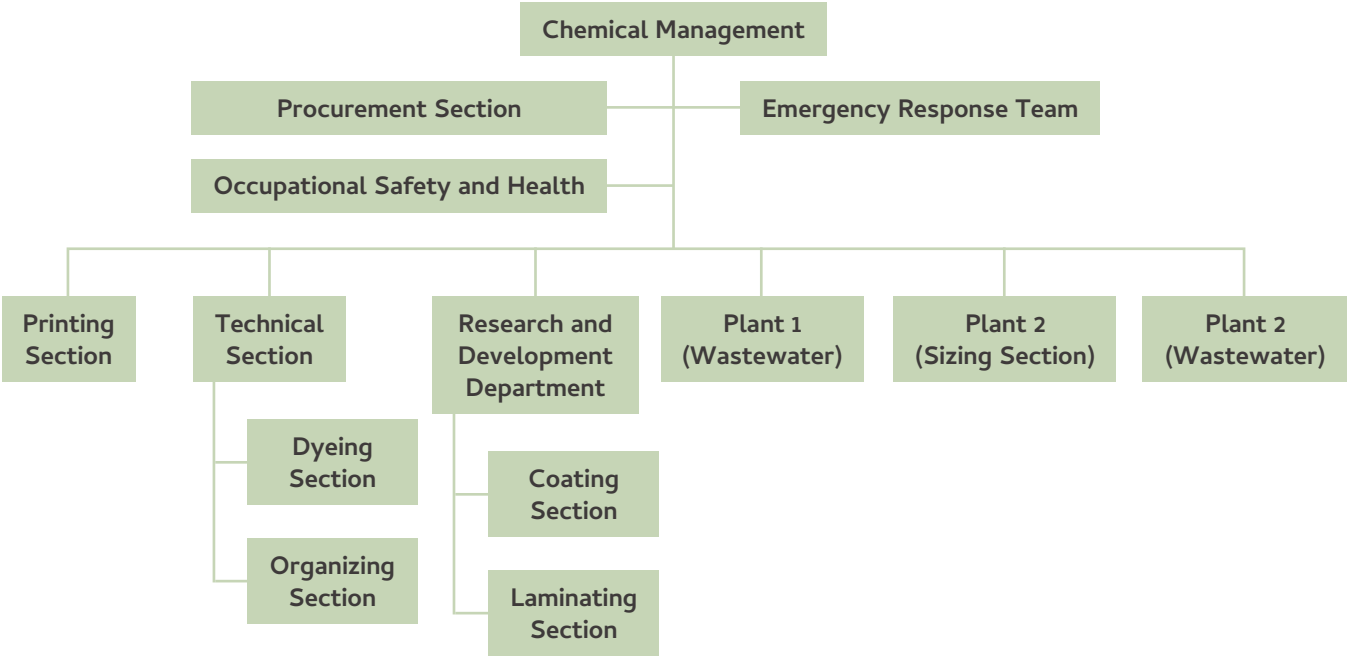 Chemical Management
Procurement Section
Emergency Response Team
Occupational Safety and Health
Printing
Section
Technical
Section
Research and
Development
Department
Plant 1
(Wastewater)
Plant 2
(Sizing Section)
Plant 2
(Wastewater)
Dyeing
Section
Organizing
Section
Coating
Section
Laminating
Section